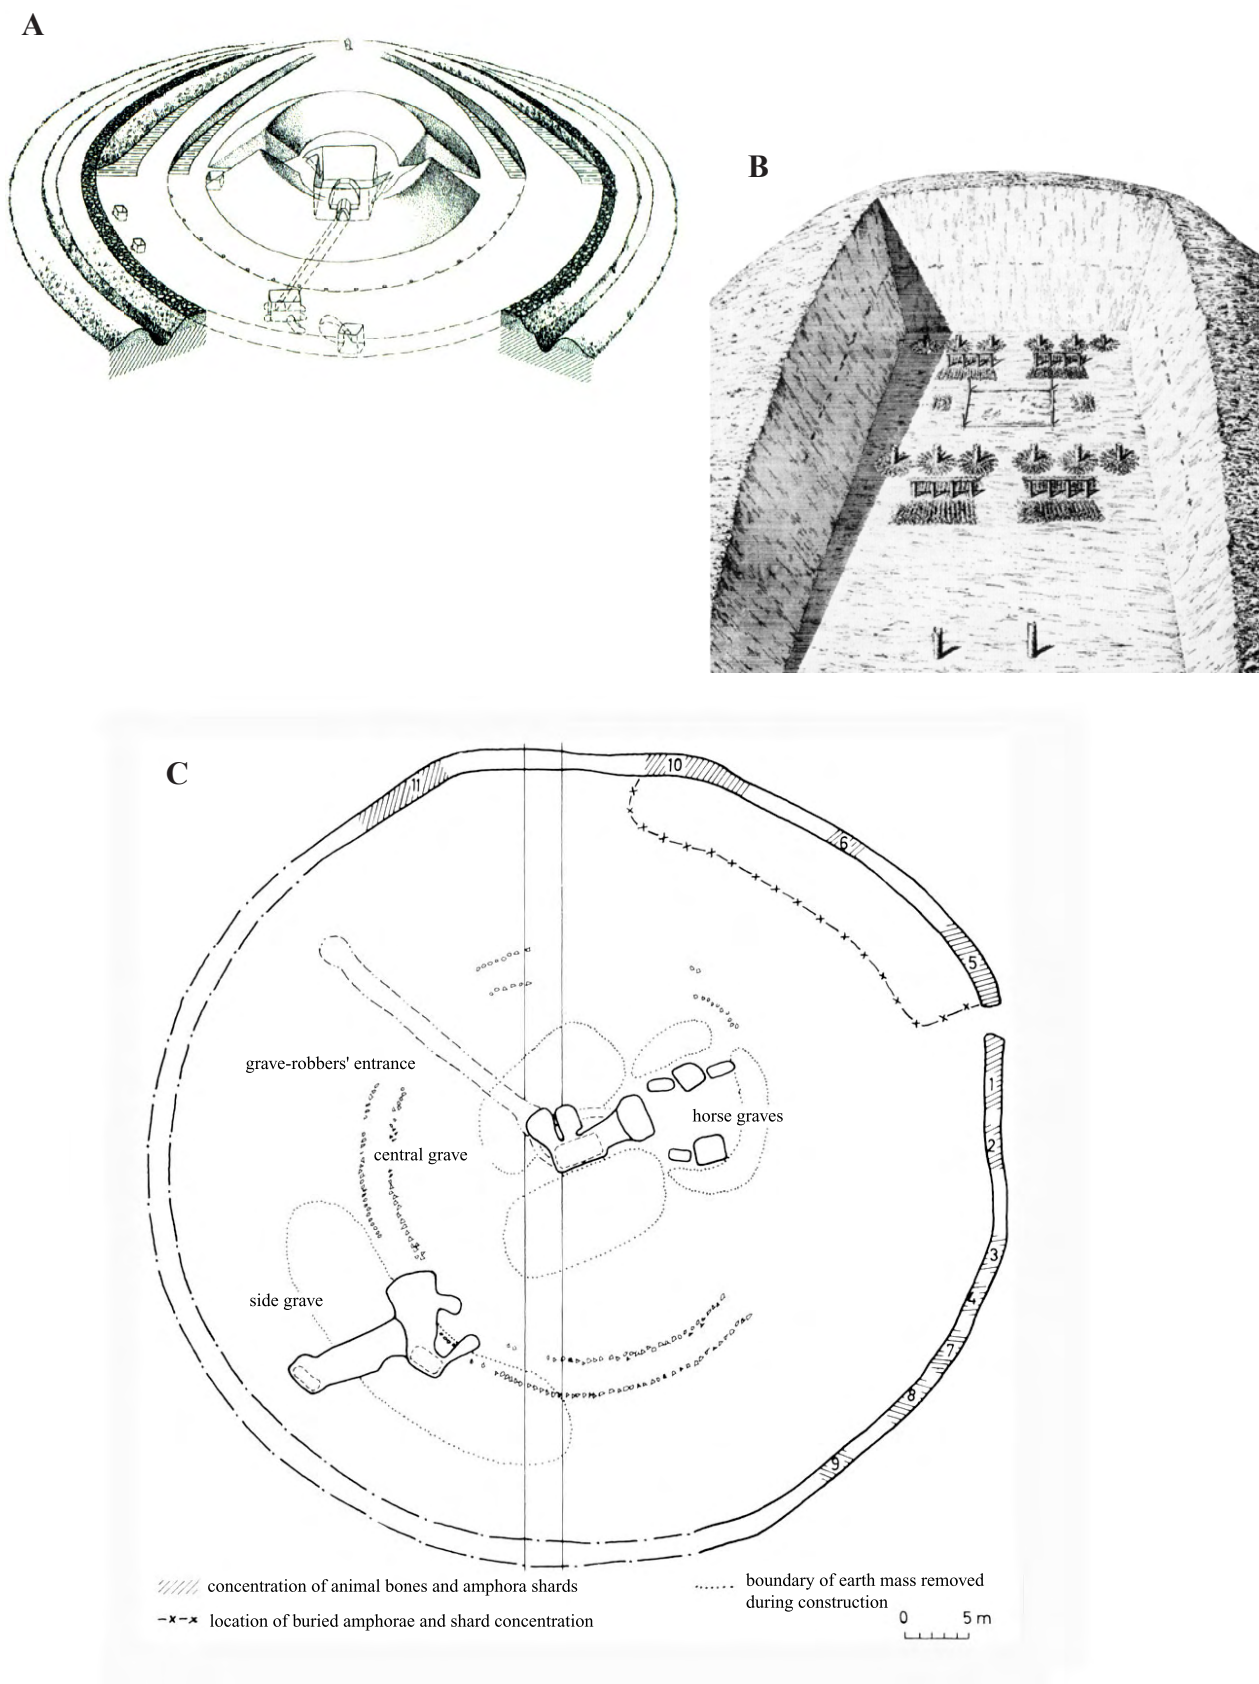 A
B
C
11
10
6
5
grave-robbers' entrance
1
horse graves
2
central grave
3
side grave
4
7
8
9
concentration of animal bones and amphora shards
location of buried amphorae and shard concentration
boundary of earth mass removed
during construction
0 5 m